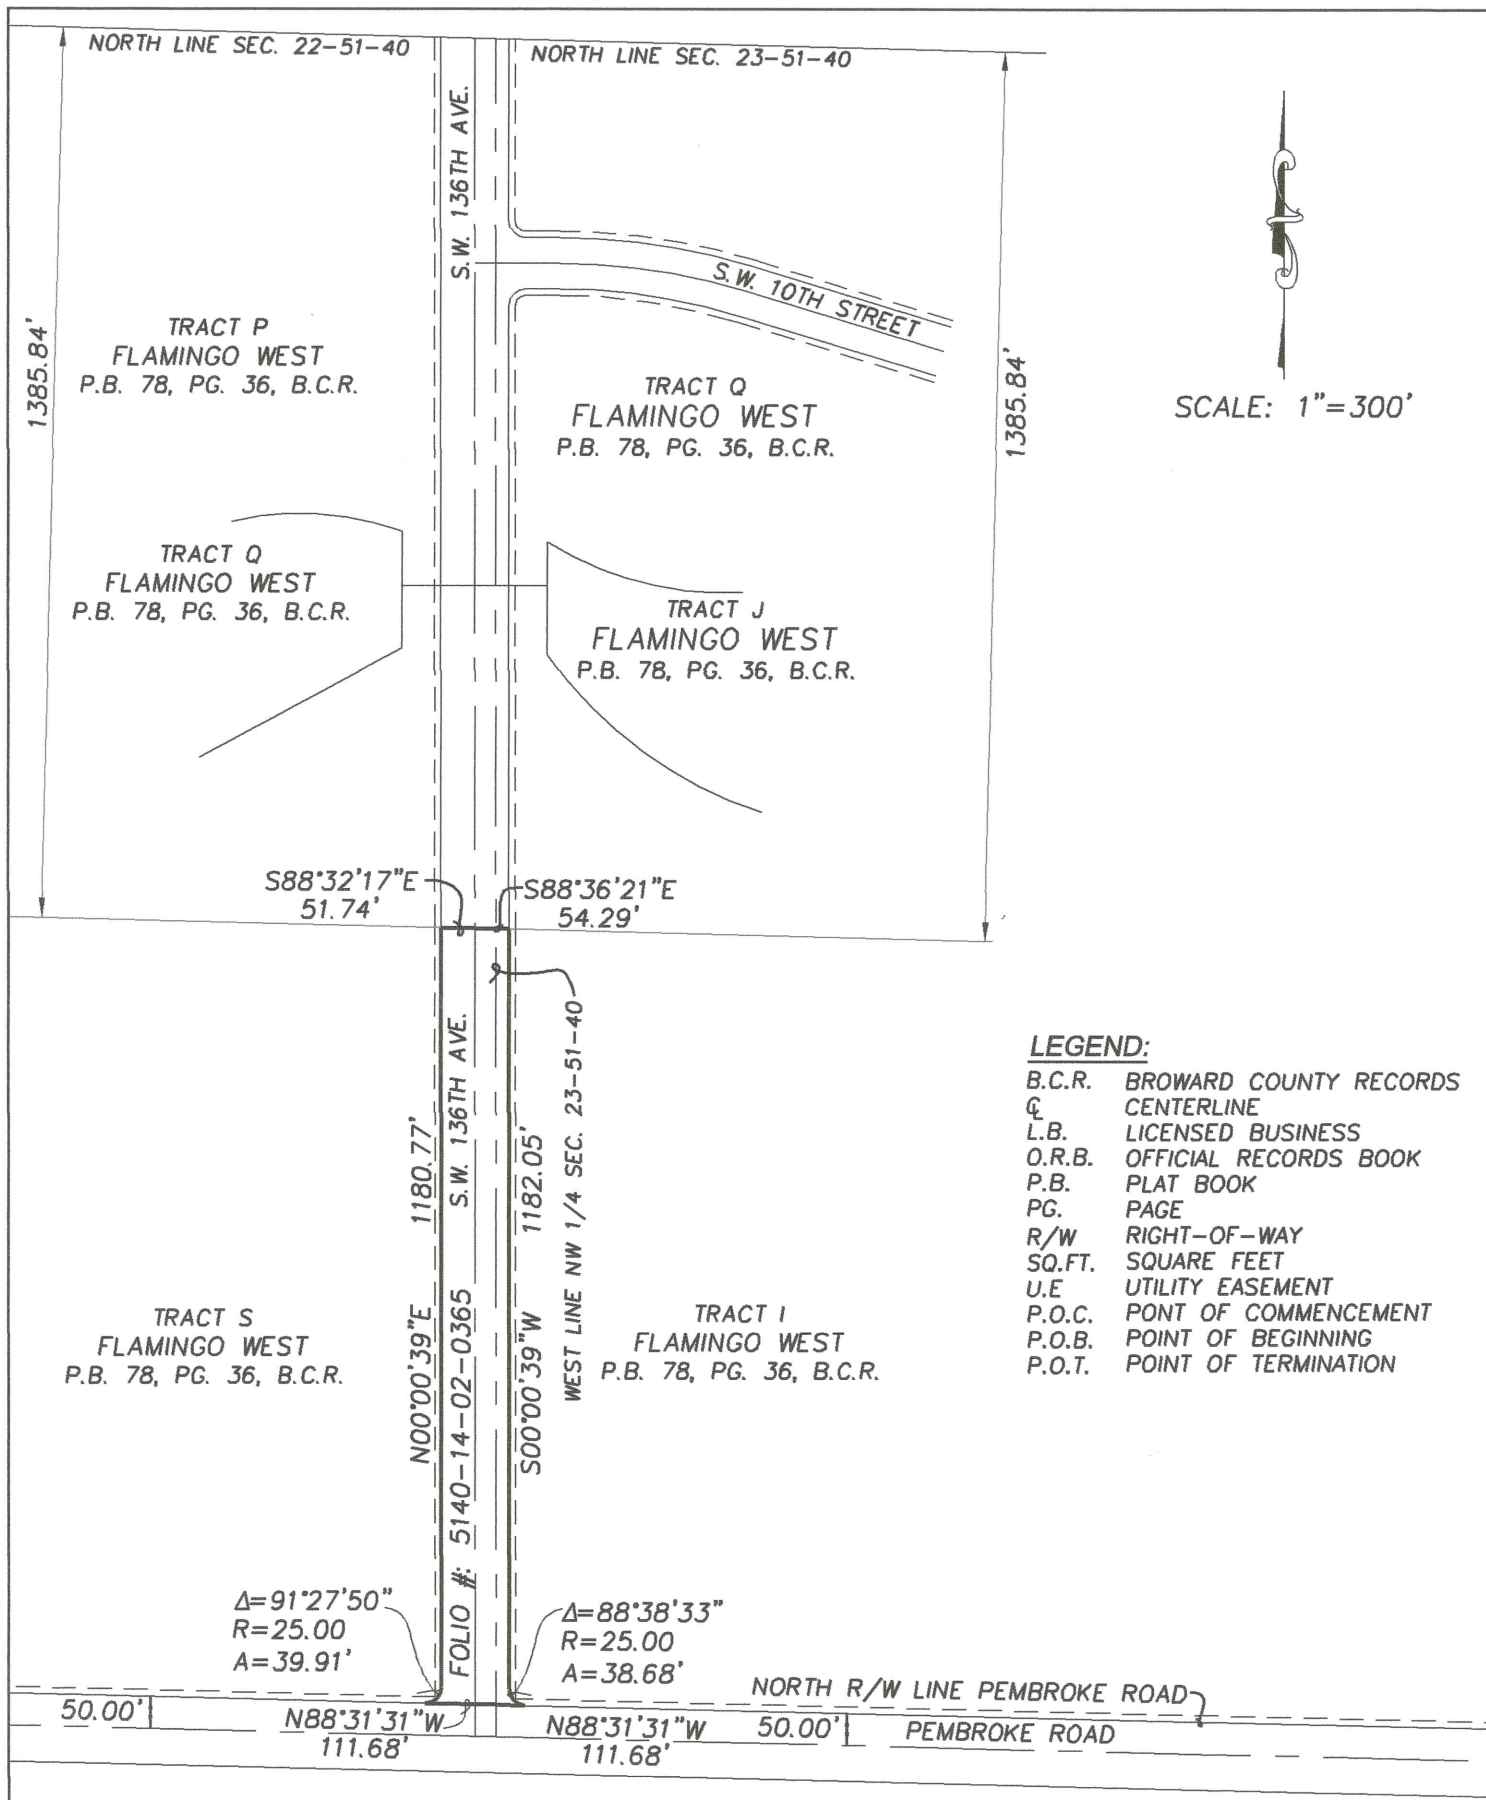 NORTH LINE SEC. 22-51-40
NORTH LINE SEC. 23-51-40
S.W. 136TH AVE.
S.W. 10TH STREET
1385.84'
TRACT P
FLAMINGO WEST
P.B. 78, PG. 36, B.C.R.
TRACT Q
FLAMINGO WEST
P.B. 78, PG. 36, B.C.R.
1385.84'
SCALE: 1"=300'
TRACT Q
FLAMINGO WEST
P.B. 78, PG. 36, B.C.R.
TRACT J
FLAMINGO WEST
P.B. 78, PG. 36, B.C.R.
S88°32'17"E
51.74'
S88°36'21"E
54.29'
S.W. 136TH AVE.
FOLIO #: 5140-14-02-0365
N00°00'39"E 1180.77'
S00°00'39"W 1182.05'
WEST LINE NW 1/4 SEC. 23-51-40
LEGEND:
B.C.R. BROWARD COUNTY RECORDS
℄ CENTERLINE
L.B. LICENSED BUSINESS
O.R.B. OFFICIAL RECORDS BOOK
P.B. PLAT BOOK
PG. PAGE
R/W RIGHT-OF-WAY
SQ.FT. SQUARE FEET
U.E UTILITY EASEMENT
P.O.C. PONT OF COMMENCEMENT
P.O.B. POINT OF BEGINNING
P.O.T. POINT OF TERMINATION
TRACT S
FLAMINGO WEST
P.B. 78, PG. 36, B.C.R.
TRACT I
FLAMINGO WEST
P.B. 78, PG. 36, B.C.R.
Δ=91°27'50"
R=25.00
A=39.91'
Δ=88°38'33"
R=25.00
A=38.68'
NORTH R/W LINE PEMBROKE ROAD
50.00'
N88°31'31"W
111.68'
N88°31'31"W
111.68'
50.00'
PEMBROKE ROAD